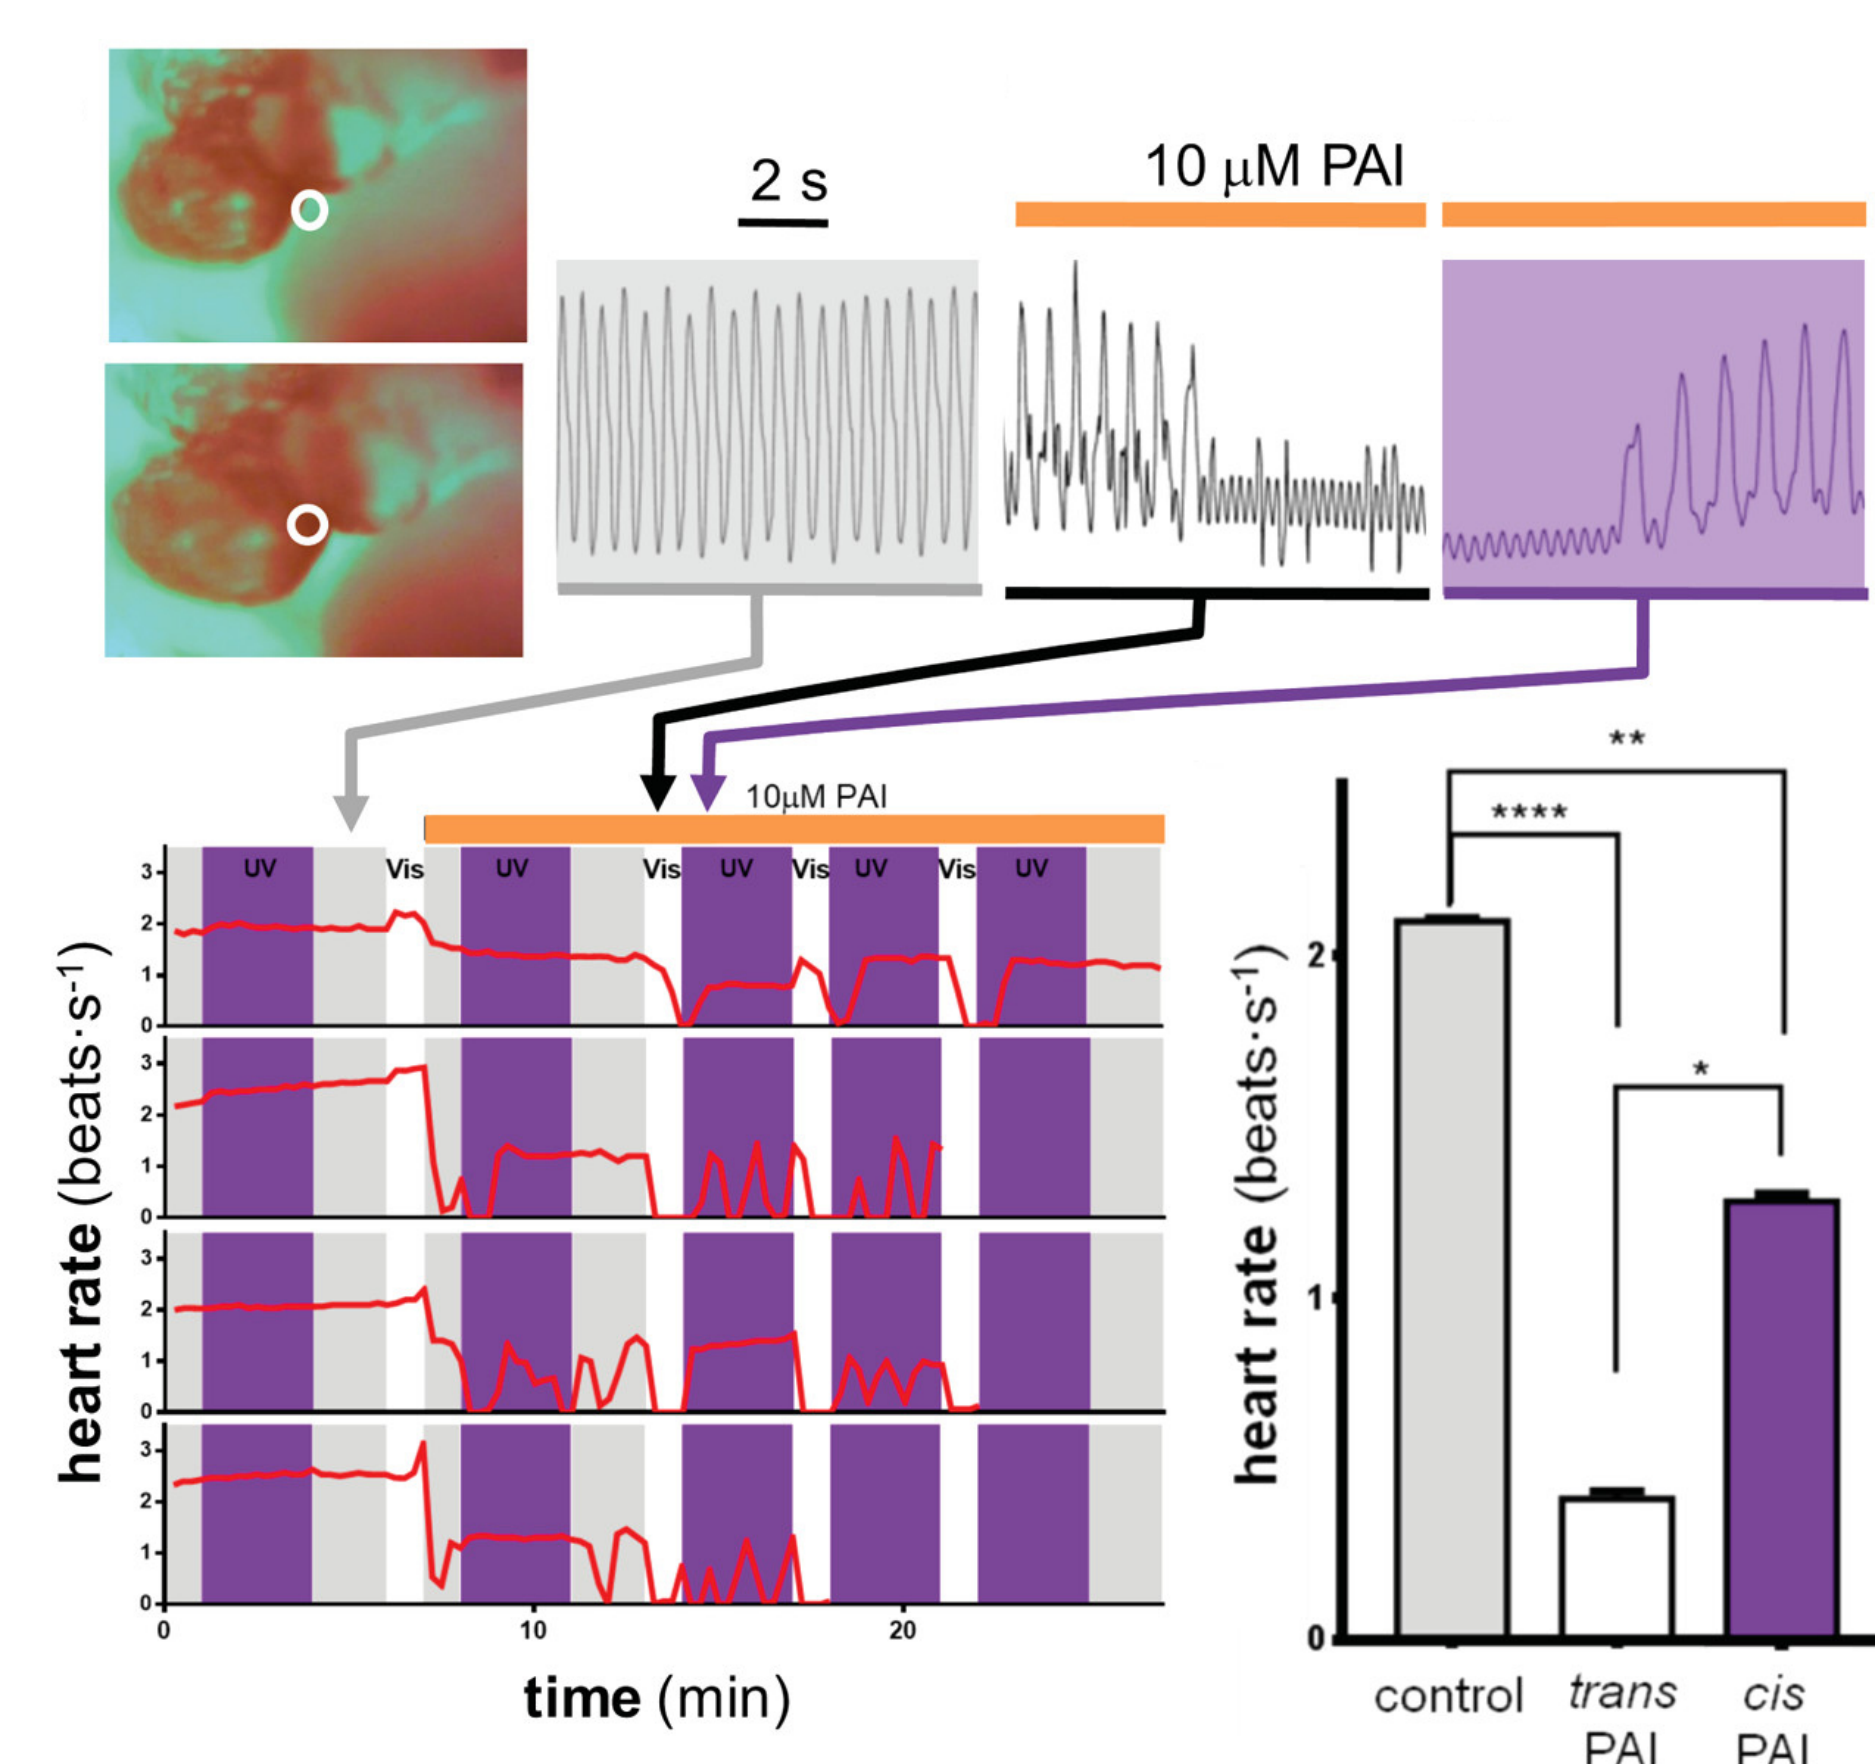 2 s
10 μM PAI
10μM PAI
UV Vis UV Vis UV Vis UV Vis UV
3
2
1
0
3
2
1
0
3
2
1
0
3
2
1
0
0 10 20
heart rate (beats·s-1)
time (min)
**
****
*
2
1
0
heart rate (beats·s-1)
control trans cis
PAI PAI